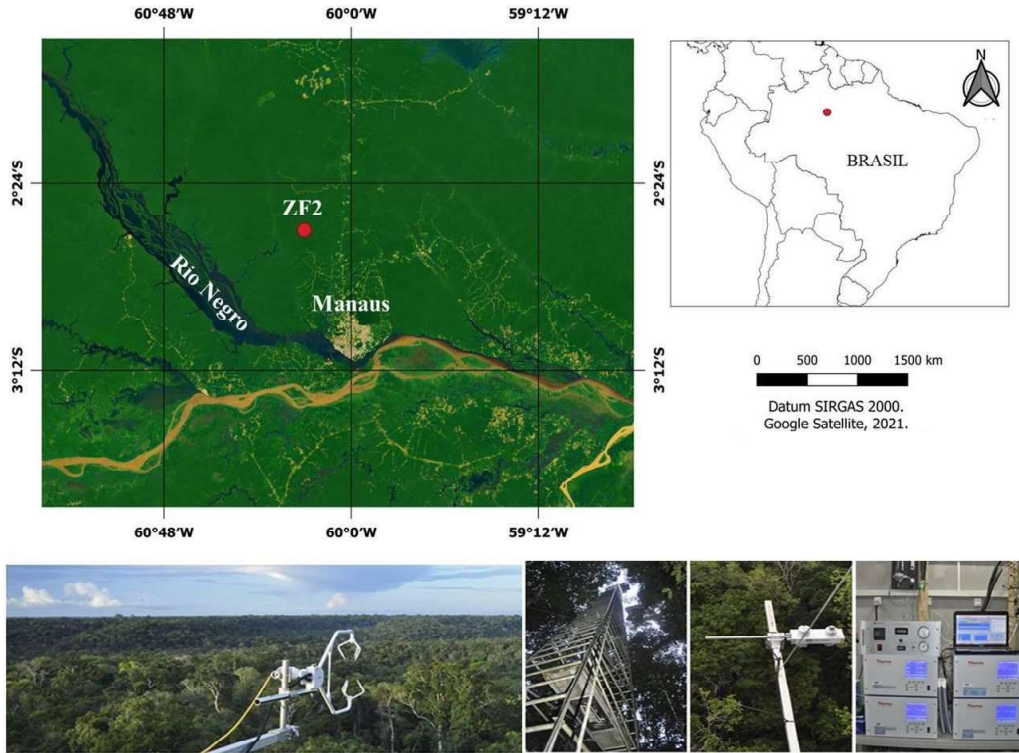 60°48'W 60°0'W 59°12'W
N
BRASIL
2°24'S 2°24'S
ZF2
Rio Negro
Manaus
3°12'S 3°12'S
0 500 1000 1500 km
Datum SIRGAS 2000.
Google Satellite, 2021.
60°48'W 60°0'W 59°12'W
Thermo Thermo
Thermo Thermo